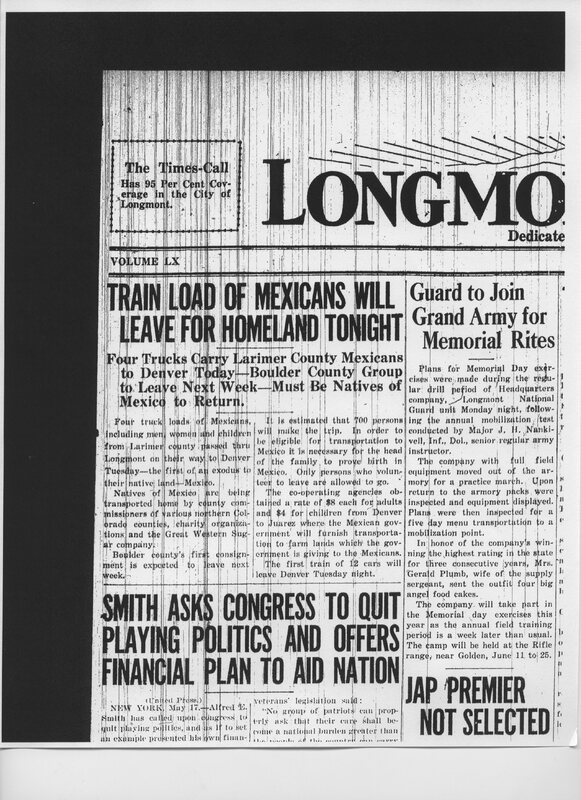 The Times-Call
Has 95 Per Cent Cov-
erage in the City of
Longmont.
LONGMO
Dedicate
VOLUME LX
TRAIN LOAD OF MEXICANS WILL
LEAVE FOR HOMELAND TONIGHT
Four Trucks Carry Larimer County Mexicans
to Denver Today—Boulder County Group
to Leave Next Week—Must Be Natives of
Mexico to Return.
Four truck loads of Mexicans,
including men, women and children
from Larimer county passed thru
Longmont on their way to Denver
Tuesday—the first of an exodus to
their native land—Mexico.
Natives of Mexico are being
transported home by county com-
missioners of various northern Col-
orado counties, charity organiza-
tions and the Great Western Sug-
ar company.
Boulder county's first consign-
ment is expected to leave next
week.
It is estimated that 700 persons
will make the trip. In order to
be eligible for transportation to
Mexico it is necessary for the head
of the family to prove birth in
Mexico. Only persons who volun-
teer to leave are allowed to go.
The co-operating agencies ob-
tained a rate of $8 each for adults
and $4 for children from Denver
to Juarez where the Mexican gov-
ernment will furnish transporta-
tion to lands which the gov-
ernment is giving to the Mexicans.
The first train of 12 cars will
leave Denver Tuesday night.
SMITH ASKS CONGRESS TO QUIT
PLAYING POLITICS AND OFFERS
FINANCIAL PLAN TO AID NATION
(United Press)
NEW YORK, May 17.—Alfred E.
Smith has called upon congress to
quit playing politics, and as if to set
an example presented his own finan-
veterans' legislation said:
"No group of patriots can prop-
erly ask that their care shall be-
come a national burden greater than
Guard to Join
Grand Army for
Memorial Rites
Plans for Memorial Day exer-
cises were made during the regu-
lar drill period of Headquarters
company, Longmont National
Guard unit Monday night, follow-
ing the annual mobilization test
conducted by Major J. H. Nanki-
vell, Inf., Dol., senior regular army
instructor.
The company with full field
equipment moved out of the ar-
mory for a practice march. Upon
return to the armory packs were
inspected and equipment displayed.
Plans were then inspected for a
five day menu transportation to a
mobilization point.
In honor of the company's win-
ning the highest rating in the state
for three consecutive years, Mrs.
Gerald Plumb, wife of the supply
sergeant, sent the outfit four big
angel food cakes.
The company will take part in
the Memorial day exercises this
year as the annual field training
period is a week later than usual.
The camp will be held at the Rifle
range, near Golden, June 11 to 25.
JAP PREMIER
NOT SELECTED